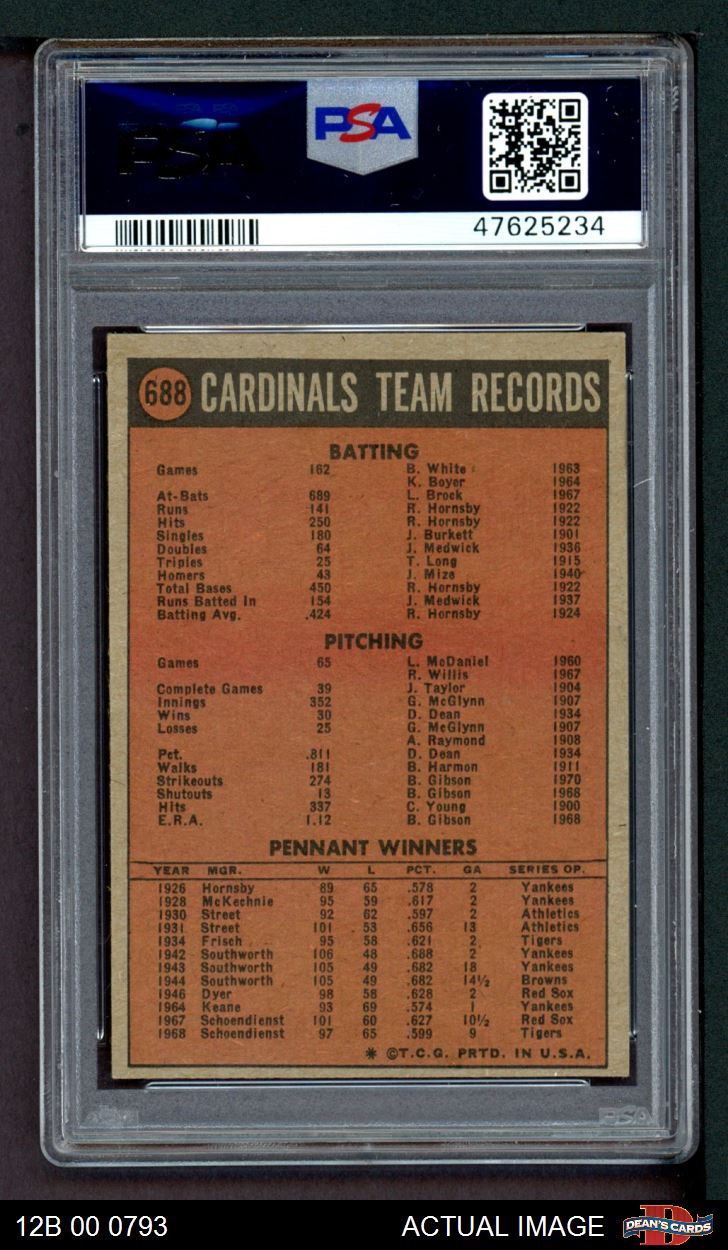 PSA
PSA
47625234
688 CARDINALS TEAM RECORDS
BATTING
Games 162 B. White 1963
K. Boyer 1964
At-Bats 689 L. Brock 1967
Runs 141 R. Hornsby 1922
Hits 250 R. Hornsby 1922
Singles 180 J. Burkett 1901
Doubles 64 J. Medwick 1936
Triples 25 T. Long 1915
Homers 43 J. Mize 1940
Total Bases 450 R. Hornsby 1922
Runs Batted In 154 J. Medwick 1937
Batting Avg. .424 R. Hornsby 1924
PITCHING
Games 65 L. McDaniel 1960
R. Willis 1967
Complete Games 39 J. Taylor 1904
Innings 352 G. McGlynn 1907
Wins 30 D. Dean 1934
Losses 25 G. McGlynn 1907
A. Raymond 1908
Pct. .811 D. Dean 1934
Walks 181 B. Harmon 1911
Strikeouts 274 B. Gibson 1970
Shutouts 13 B. Gibson 1968
Hits 337 C. Young 1900
E.R.A. 1.12 B. Gibson 1968
PENNANT WINNERS
YEAR MGR. W L PCT. GA SERIES OP.
1926 Hornsby 89 65 .578 2 Yankees
1928 McKechnie 95 59 .617 2 Yankees
1930 Street 92 62 .597 2 Athletics
1931 Street 101 53 .656 13 Athletics
1934 Frisch 95 58 .621 2 Tigers
1942 Southworth 106 48 .688 2 Yankees
1943 Southworth 105 49 .682 18 Yankees
1944 Southworth 105 49 .682 14½ Browns
1946 Dyer 98 58 .628 2 Red Sox
1964 Keane 93 69 .574 1 Yankees
1967 Schoendienst 101 60 .627 10½ Red Sox
1968 Schoendienst 97 65 .599 9 Tigers
* ©T.C.G. PRTD. IN U.S.A.
PSA
12B 00 0793 ACTUAL IMAGE DEAN'S CARDS